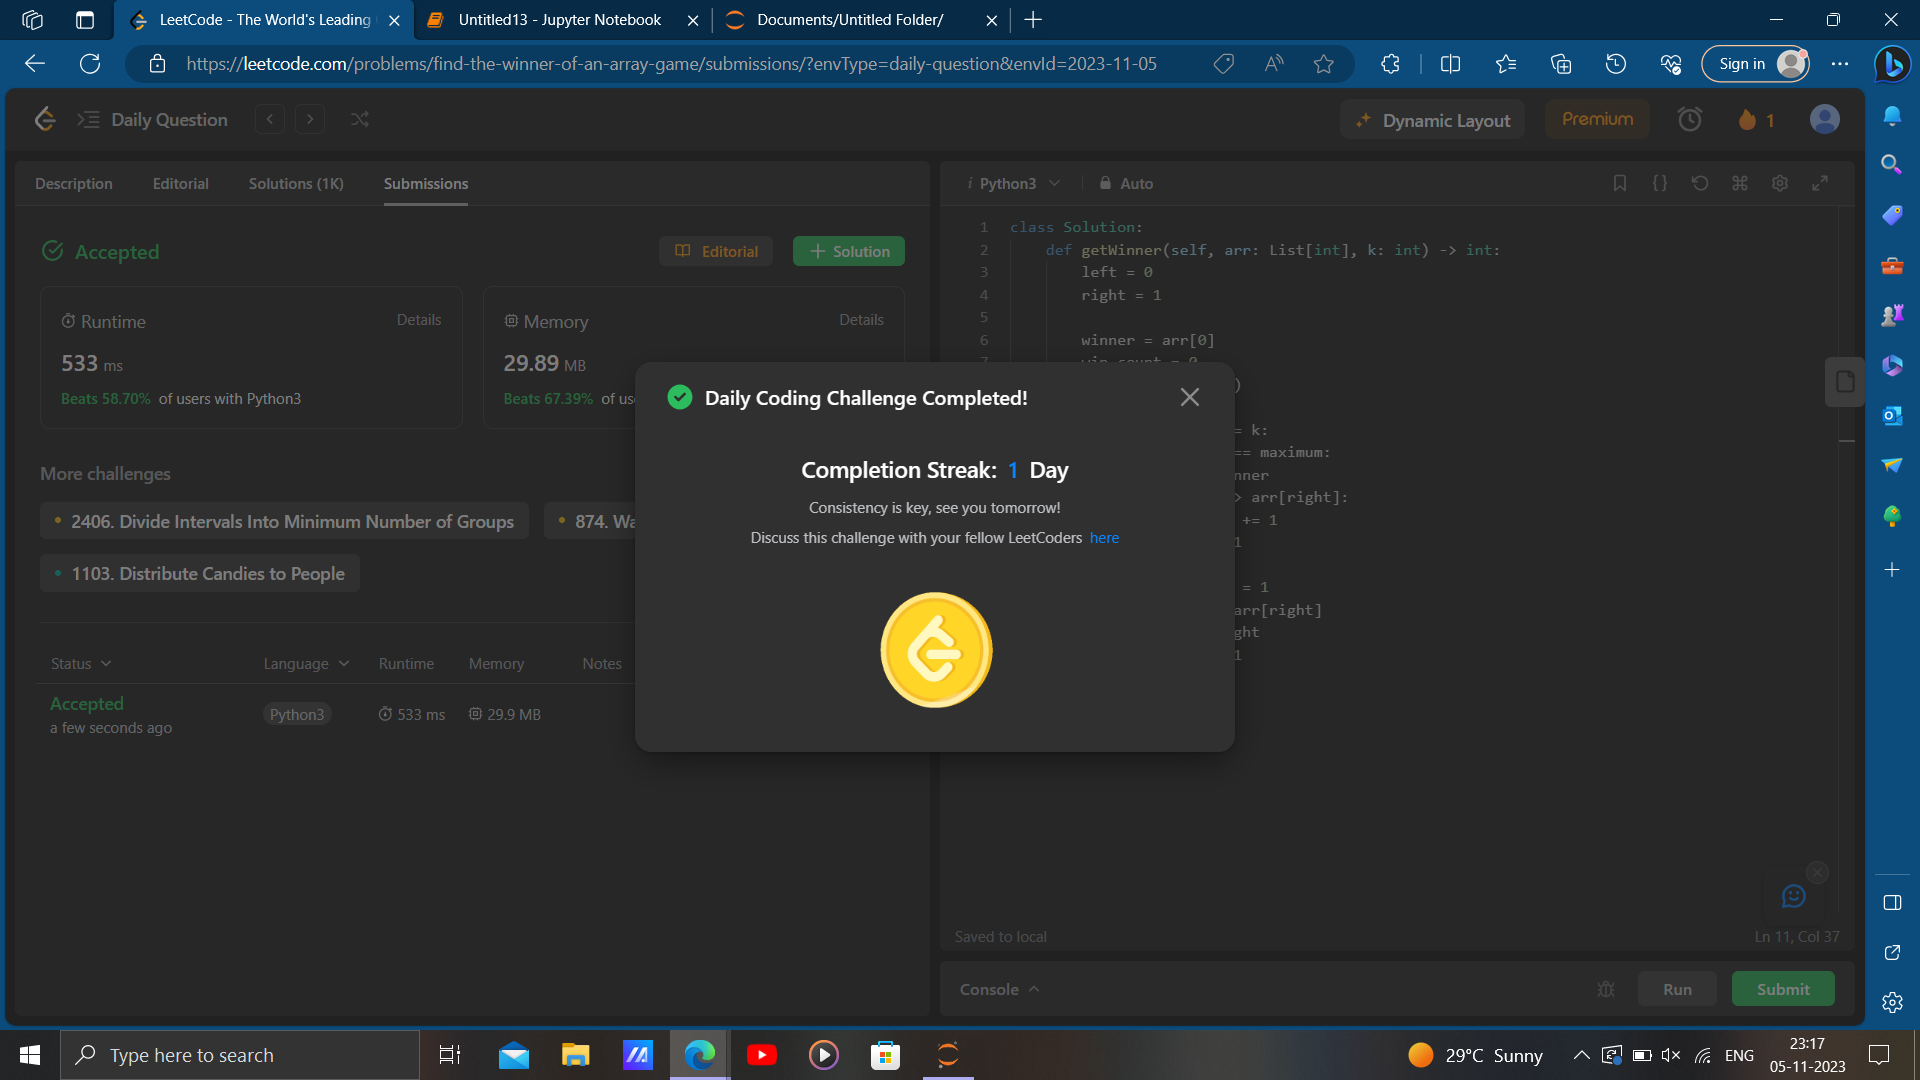 LeetCode - The World's Leading
Untitled13 - Jupyter Notebook
Documents/Untitled Folder/
https://leetcode.com/problems/find-the-winner-of-an-array-game/submissions/?envType=daily-question&envId=2023-11-05
Sign in
Daily Question
Dynamic Layout
Premium
1
Description
Editorial
Solutions (1K)
Submissions
Accepted
Editorial
+ Solution
Runtime
Details
533 ms
Beats 58.70% of users with Python3
Memory
Details
29.89 MB
Beats 67.39% of
More challenges
2406. Divide Intervals Into Minimum Number of Groups
874.
1103. Distribute Candies to People
Status
Language
Runtime
Memory
Notes
Accepted
a few seconds ago
Python3
533 ms
29.9 MB
i Python3
Auto
1 class Solution:
2 def getWinner(self, arr: List[int], k: int) -> int:
3 left = 0
4 right = 1
5
6 winner = arr[0]
7 win_count = 0
)
= k:
== maximum:
> arr[right]:
+= 1
1
= 1
arr[right]
1
Daily Coding Challenge Completed!
Completion Streak: 1 Day
Consistency is key, see you tomorrow!
Discuss this challenge with your fellow LeetCoders here
Saved to local
Ln 11, Col 37
Console
Run
Submit
Type here to search
29°C Sunny
ENG
23:17
05-11-2023